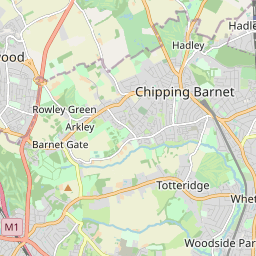 Hadle
Hadley
ood
Chipping Barnet
Rowley Green
Arkley
Barnet Gate
Totteridge
Whet
M1
Woodside Par